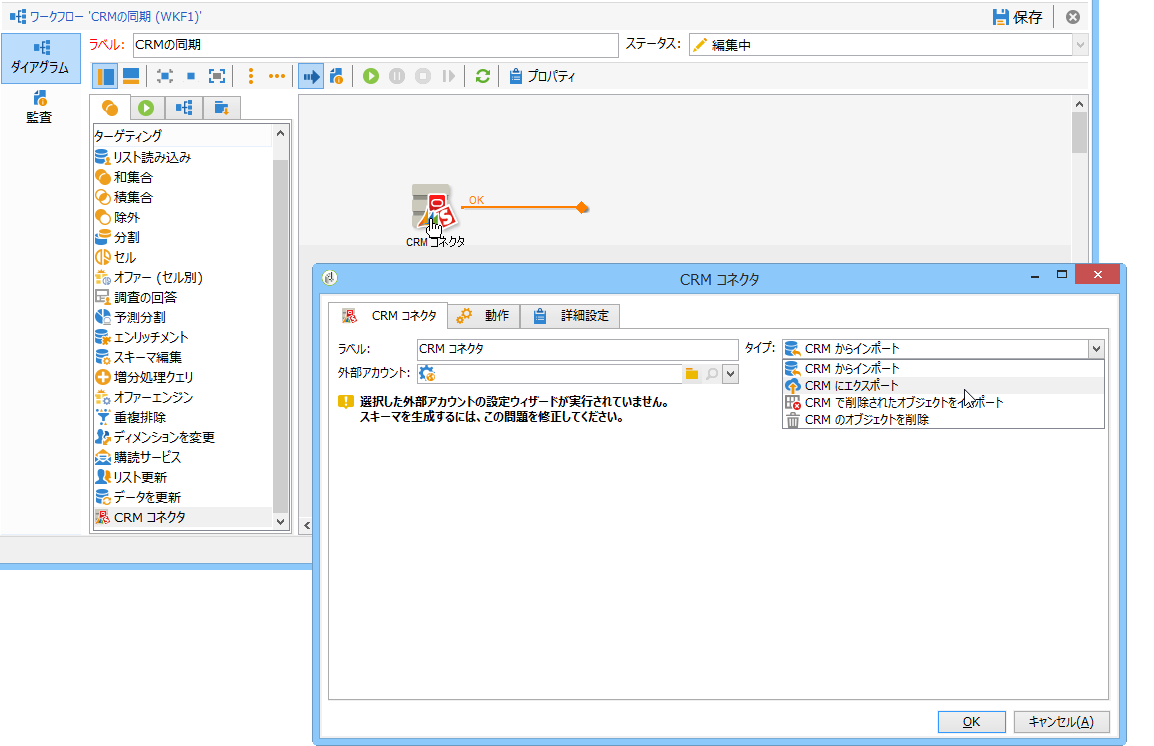 ワークフロー 'CRMの同期 (WKF1)'
保存
ダイアグラム
監査
ラベル:
CRMの同期
ステータス:
編集中
プロパティ
ターゲティング
リスト読み込み
和集合
積集合
除外
分割
セル
オファー (セル別)
調査の回答
予測分割
エンリッチメント
スキーマ編集
増分処理クエリ
オファーエンジン
重複排除
ディメンションを変更
購読サービス
リスト更新
データを更新
CRM コネクタ
OK
CRM コネクタ
CRM コネクタ
CRM コネクタ
動作
詳細設定
ラベル:
CRM コネクタ
タイプ:
CRM からインポート
外部アカウント:
CRM からインポート
CRM にエクスポート
CRM で削除されたオブジェクトをインポート
CRM のオブジェクトを削除
選択した外部アカウントの設定ウィザードが実行されていません。
スキーマを生成するには、この問題を修正してください。
OK
キャンセル(A)